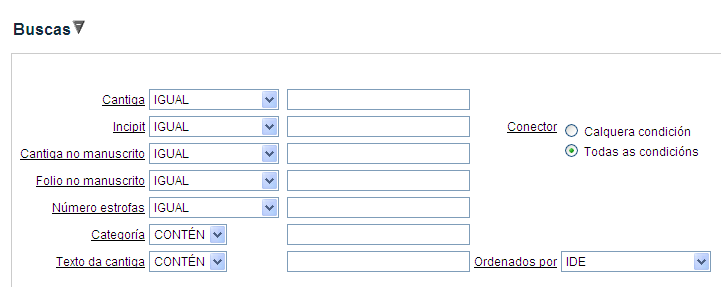 Buscas
Cantiga IGUAL
Incipit IGUAL Conector Calquera condición
Cantiga no manuscrito IGUAL Todas as condicións
Folio no manuscrito IGUAL
Número estrofas IGUAL
Categoría CONTÉN
Texto da cantiga CONTÉN Ordenados por IDE